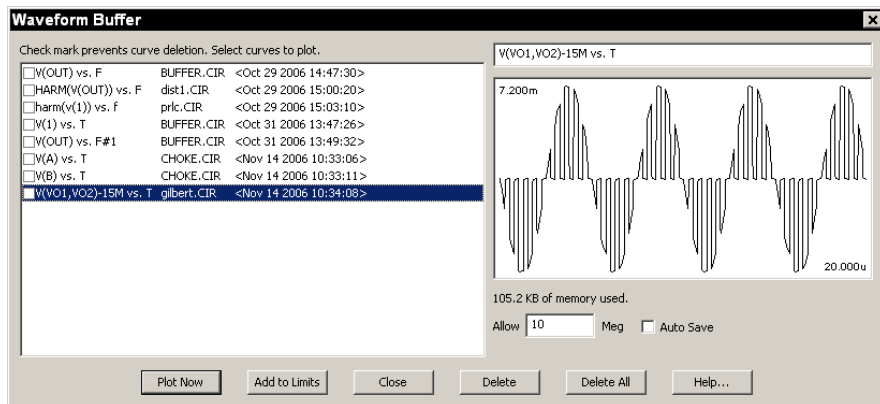 Waveform Buffer
Check mark prevents curve deletion. Select curves to plot.
V(OUT) vs. F BUFFER.CIR <Oct 29 2006 14:47:30>
HARM(V(OUT)) vs. F dist1.CIR <Oct 29 2006 15:00:20>
harm(v(1)) vs. f prlc.CIR <Oct 29 2006 15:03:10>
V(1) vs. T BUFFER.CIR <Oct 31 2006 13:47:26>
V(OUT) vs. F#1 BUFFER.CIR <Oct 31 2006 13:49:32>
V(A) vs. T CHOKE.CIR <Nov 14 2006 10:33:06>
V(B) vs. T CHOKE.CIR <Nov 14 2006 10:33:11>
V(VO1,VO2)-15M vs. T gilbert.CIR <Nov 14 2006 10:34:08>
V(VO1,VO2)-15M vs. T
7.200m
20.000u
105.2 KB of memory used.
Allow 10 Meg Auto Save
Plot Now Add to Limits Close Delete Delete All Help...